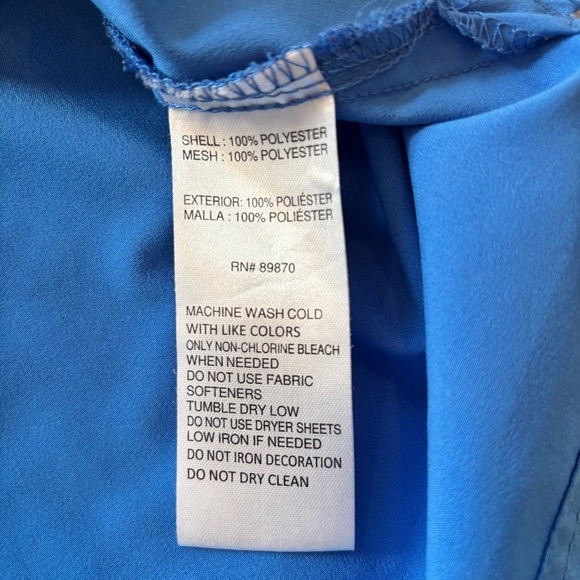 SHELL : 100% POLYESTER
MESH : 100% POLYESTER
EXTERIOR: 100% POLIÉSTER
MALLA : 100% POLIÉSTER
RN# 89870
MACHINE WASH COLD
WITH LIKE COLORS
ONLY NON-CHLORINE BLEACH
WHEN NEEDED
DO NOT USE FABRIC
SOFTENERS
TUMBLE DRY LOW
DO NOT USE DRYER SHEETS
LOW IRON IF NEEDED
DO NOT IRON DECORATION
DO NOT DRY CLEAN